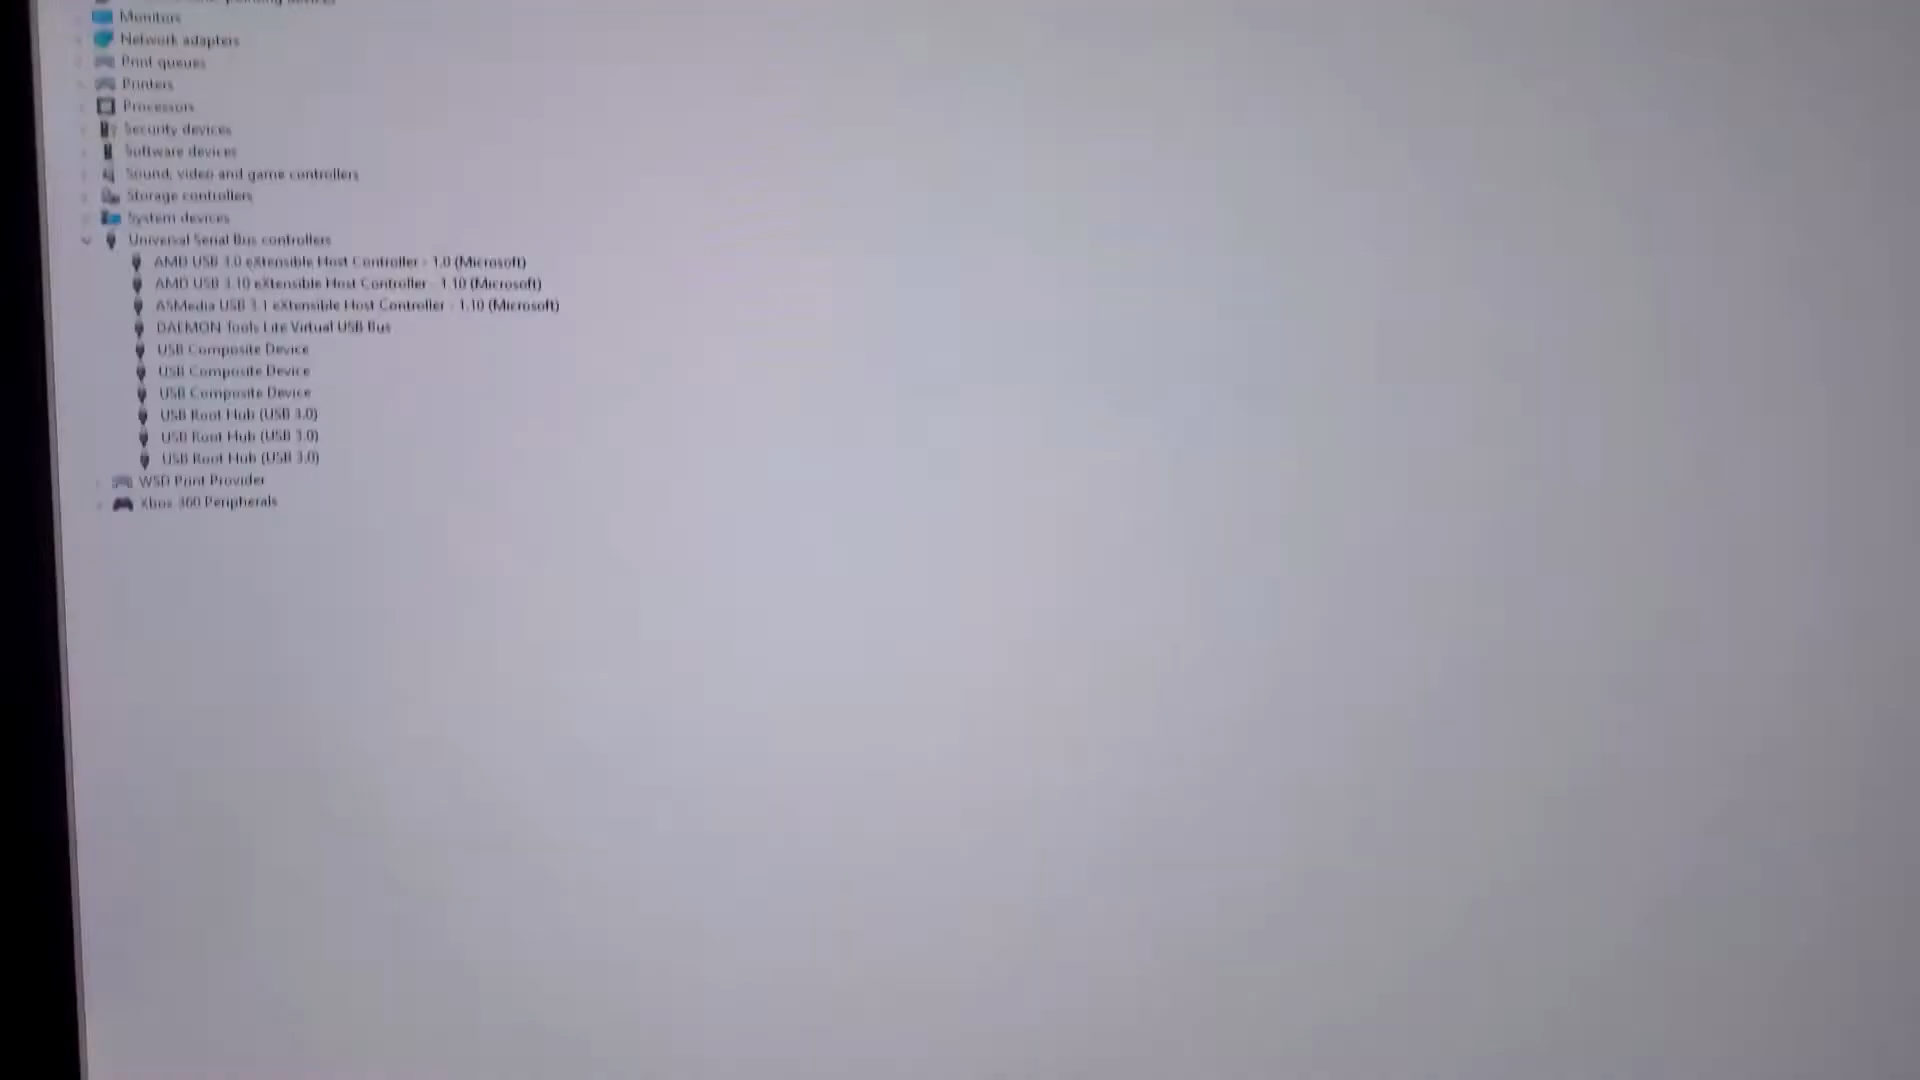 pointing devices
Monitors
Network adapters
Print queues
Printers
Processors
Security devices
Software devices
Sound, video and game controllers
Storage controllers
System devices
Universal Serial Bus controllers
AMD USB 3.0 eXtensible Host Controller - 1.0 (Microsoft)
AMD USB 3.10 eXtensible Host Controller - 1.10 (Microsoft)
ASMedia USB 3.1 eXtensible Host Controller - 1.10 (Microsoft)
DAEMON Tools Lite Virtual USB Bus
USB Composite Device
USB Composite Device
USB Composite Device
USB Root Hub (USB 3.0)
USB Root Hub (USB 3.0)
USB Root Hub (USB 3.0)
WSD Print Provider
Xbox 360 Peripherals